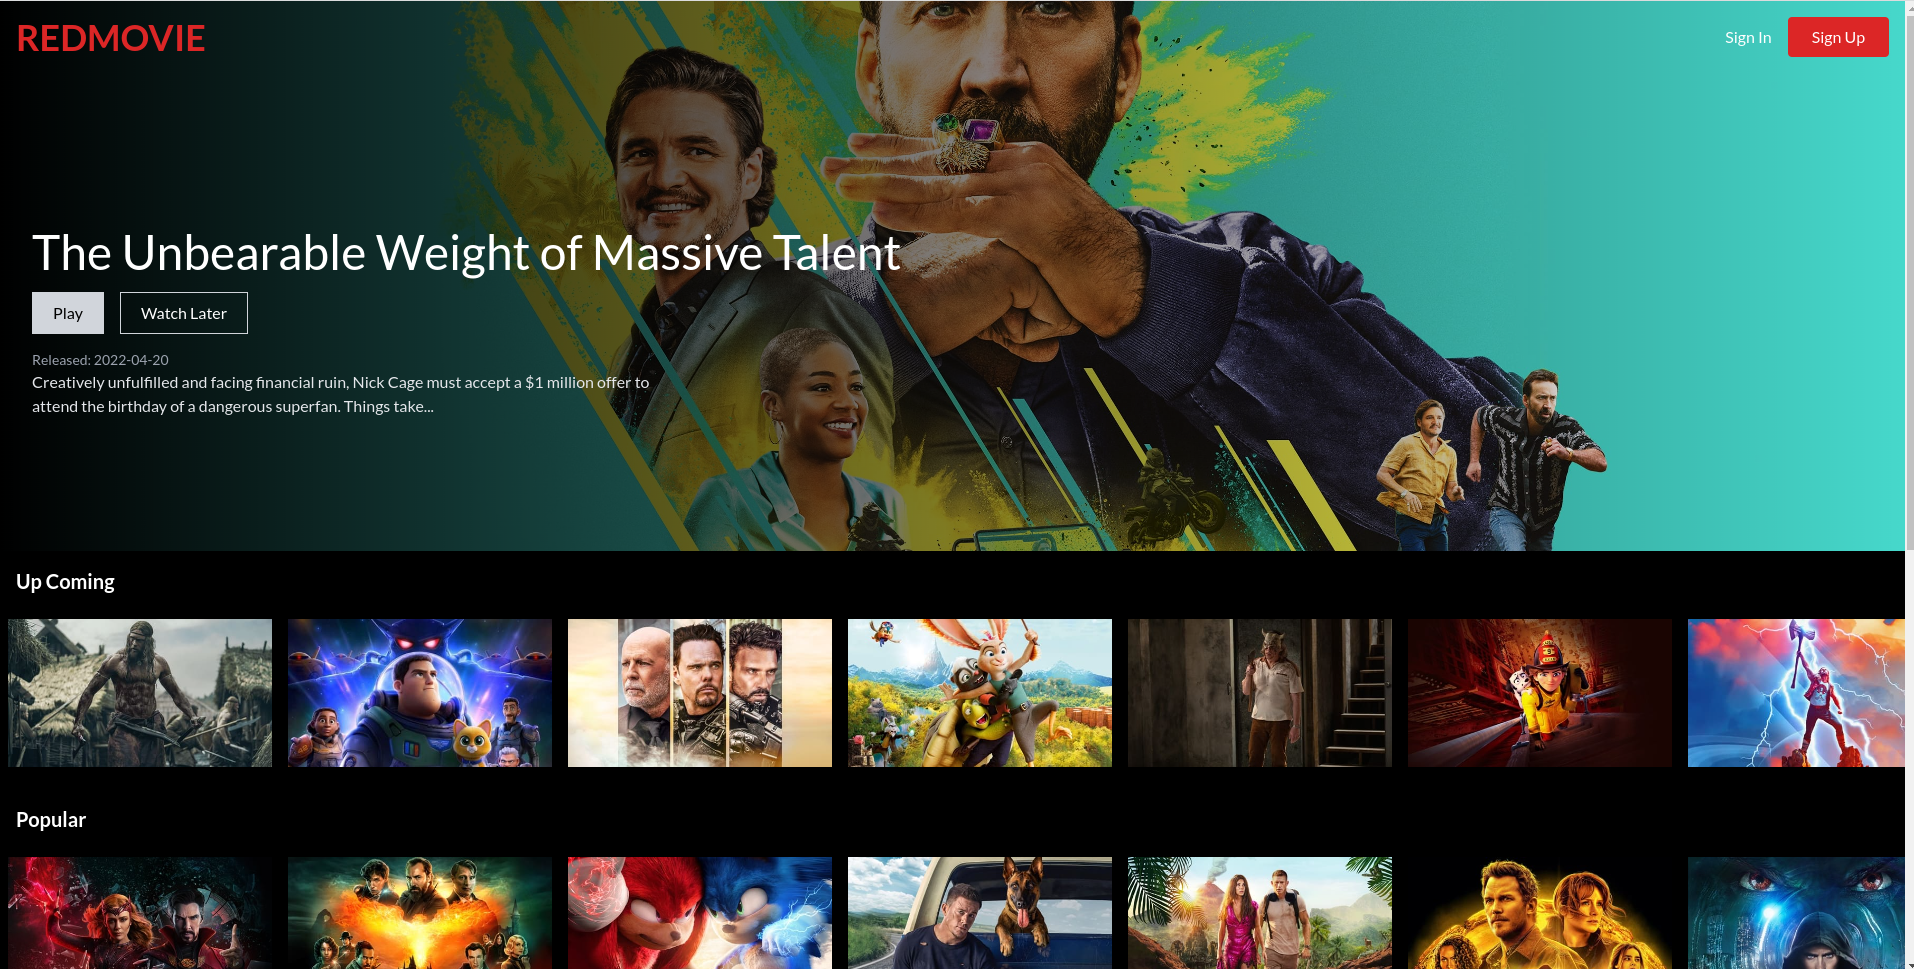 REDMOVIE
Sign In
Sign Up
The Unbearable Weight of Massive Talent
Play
Watch Later
Released: 2022-04-20
Creatively unfulfilled and facing financial ruin, Nick Cage must accept a $1 million offer to
attend the birthday of a dangerous superfan. Things take...
Up Coming
Popular